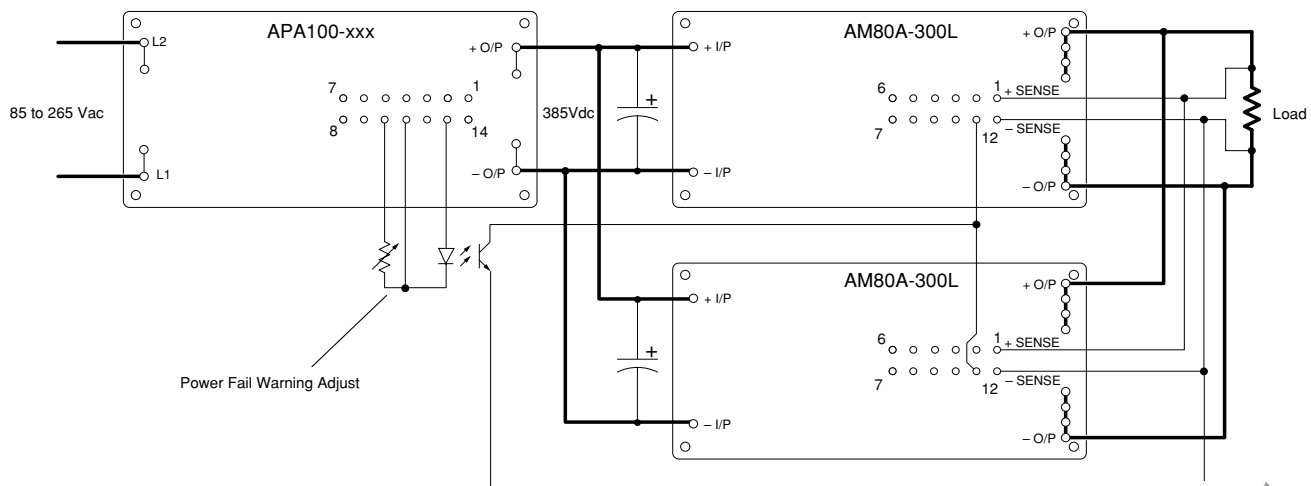 APA100-xxx
AM80A-300L
L2
+ O/P
+ I/P
+ O/P
7
1
6
1
+ SENSE
85 to 265 Vac
385Vdc
+
Load
8
14
7
12
– SENSE
L1
– O/P
– I/P
– O/P
AM80A-300L
+ I/P
+ O/P
6
1
+ SENSE
+
7
12
– SENSE
Power Fail Warning Adjust
– I/P
– O/P